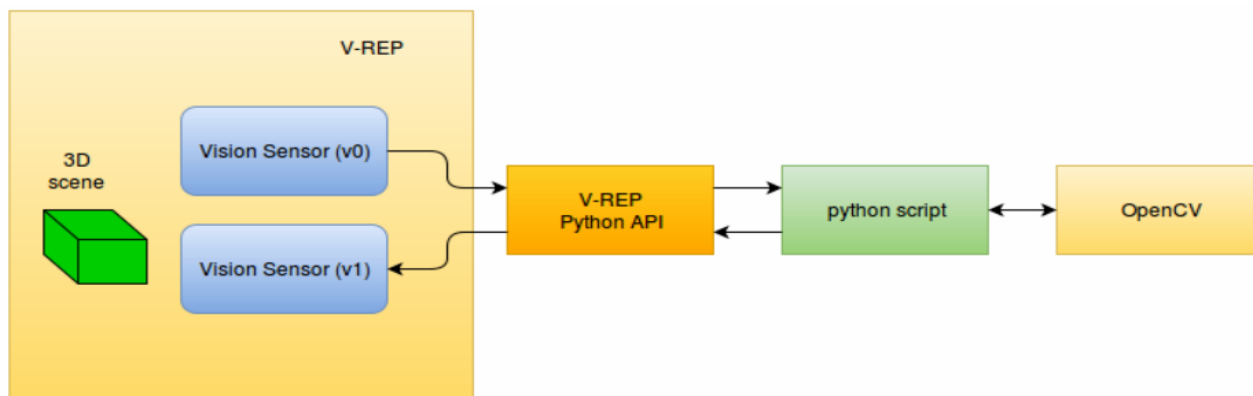 V-REP
3D
scene
Vision Sensor (v0)
Vision Sensor (v1)
V-REP
Python API
python script
OpenCV